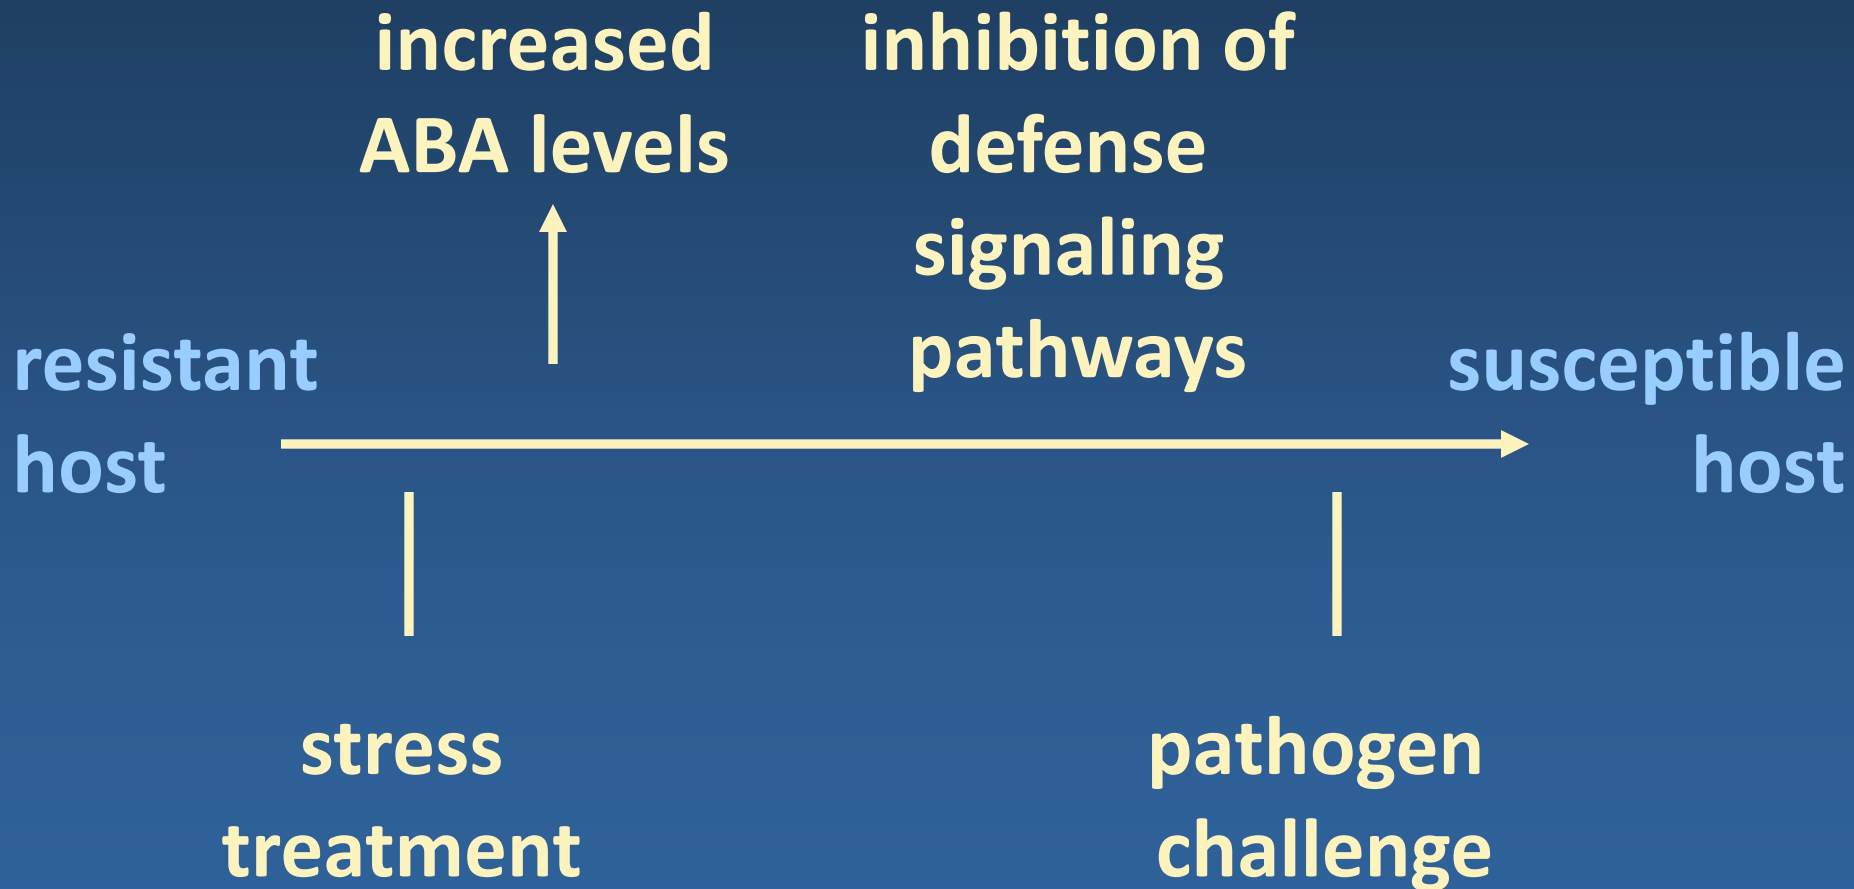 increased
ABA levels
inhibition of
defense
signaling
pathways
resistant
host
susceptible
host
stress
treatment
pathogen
challenge